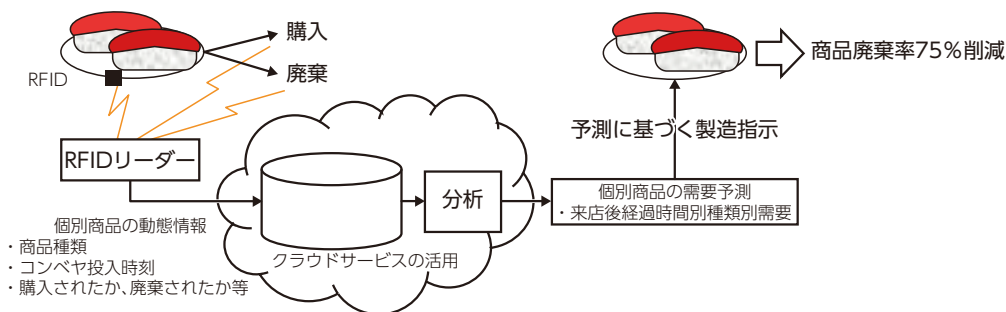 購入
廃棄
RFID
RFIDリーダー
個別商品の動態情報
・商品種類
・コンベヤ投入時刻
・購入されたか、廃棄されたか等
クラウドサービスの活用
分析
個別商品の需要予測
・来店後経過時間別種類別需要
予測に基づく製造指示
商品廃棄率75%削減